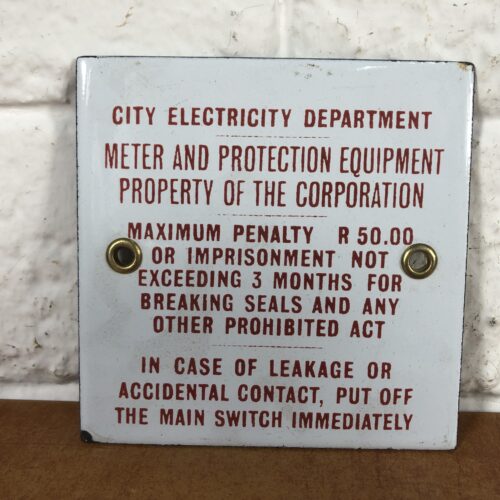 CITY ELECTRICITY DEPARTMENT
METER AND PROTECTION EQUIPMENT
PROPERTY OF THE CORPORATION
MAXIMUM PENALTY R 50.00
OR IMPRISONMENT NOT
EXCEEDING 3 MONTHS FOR
BREAKING SEALS AND ANY
OTHER PROHIBITED ACT
IN CASE OF LEAKAGE OR
ACCIDENTAL CONTACT, PUT OFF
THE MAIN SWITCH IMMEDIATELY